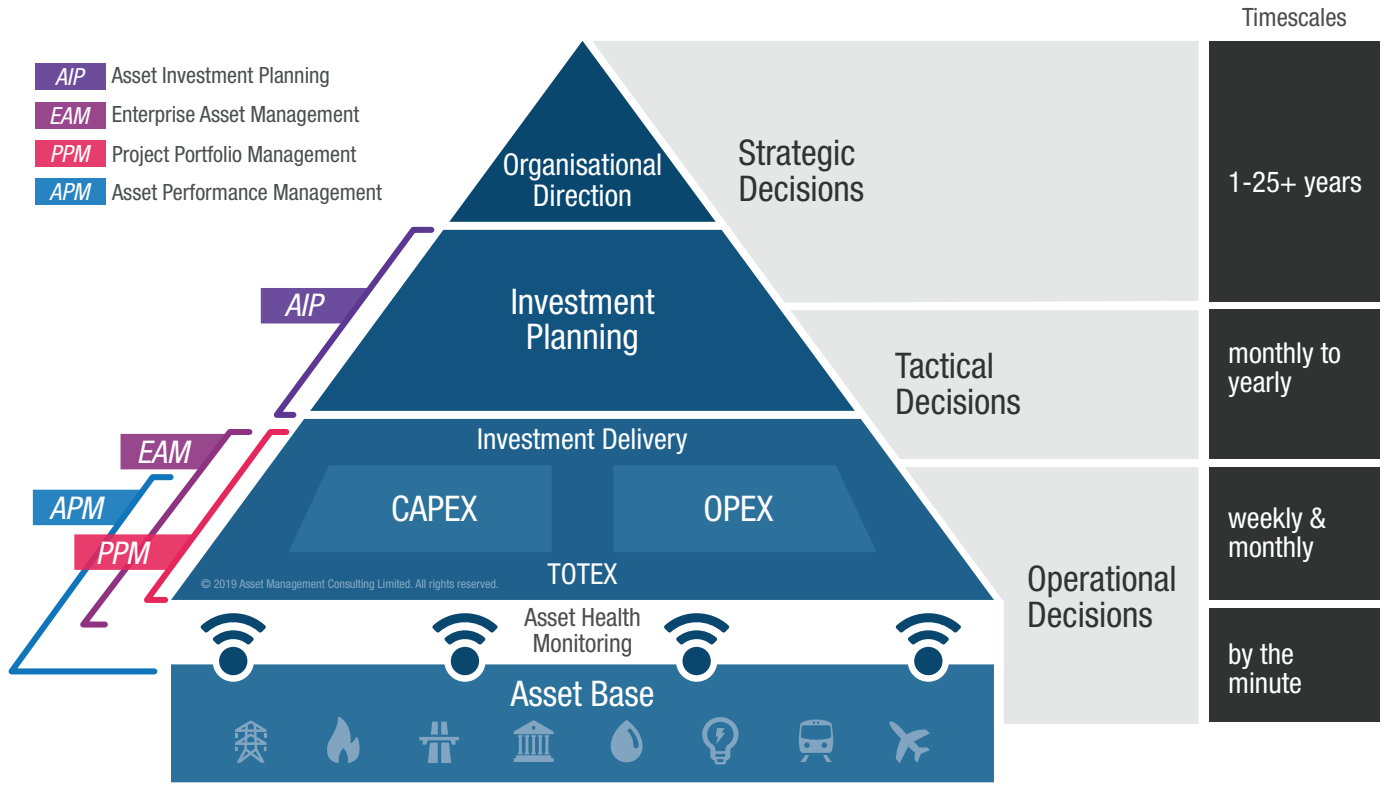 Timescales
AIP Asset Investment Planning
EAM Enterprise Asset Management
PPM Project Portfolio Management
APM Asset Performance Management
Organisational
Direction
Strategic
Decisions
1-25+ years
AIP
Investment
Planning
Tactical
Decisions
monthly to
yearly
EAM
APM
PPM
Investment Delivery
CAPEX
OPEX
TOTEX
© 2019 Asset Management Consulting Limited. All rights reserved.
weekly &
monthly
Operational
Decisions
Asset Health
Monitoring
by the
minute
Asset Base